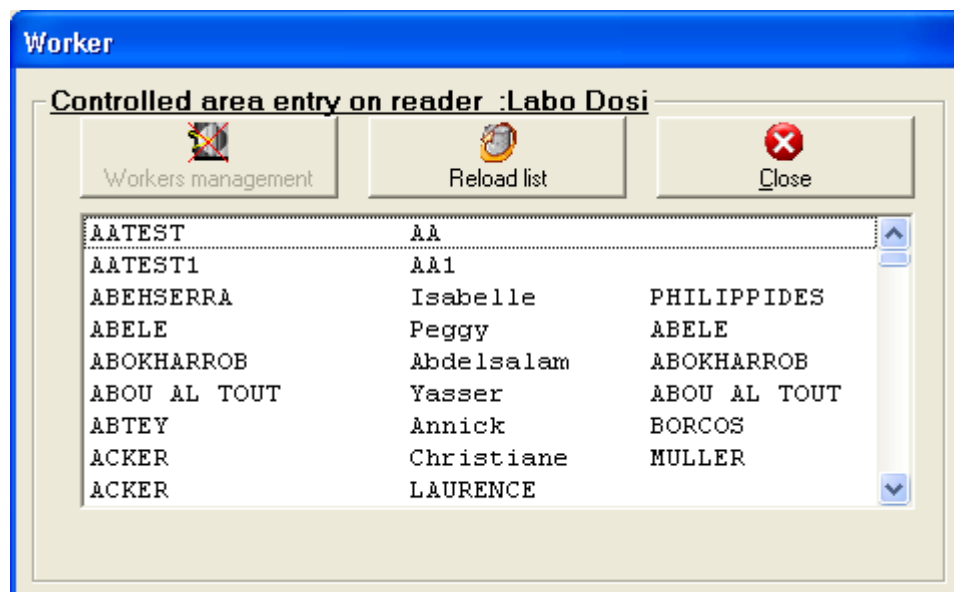 Worker
Controlled area entry on reader :Labo Dosi
Workers management Reload list Close
AATEST AA
AATEST1 AA1
ABEHSERRA Isabelle PHILIPPIDES
ABELE Peggy ABELE
ABOKHARROB Abdelsalam ABOKHARROB
ABOU AL TOUT Yasser ABOU AL TOUT
ABTEY Annick BORCOS
ACKER Christiane MULLER
ACKER LAURENCE